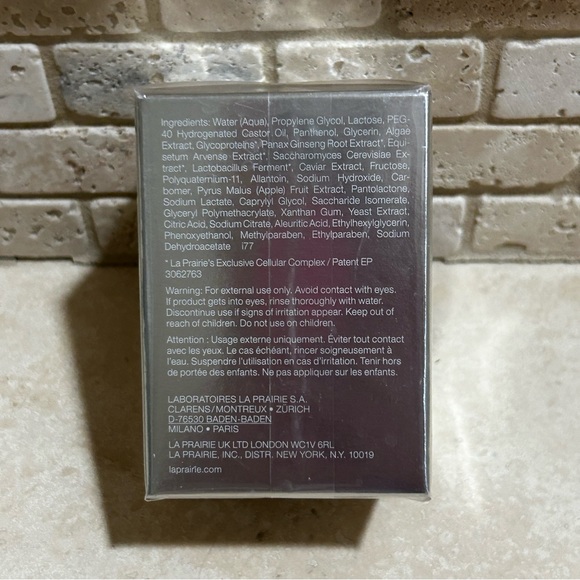 Ingredients: Water (Aqua), Propylene Glycol, Lactose, PEG-
40 Hydrogenated Castor Oil, Panthenol, Glycerin, Algae
Extract, Glycoproteins*, Panax Ginseng Root Extract*, Equi-
setum Arvense Extract*, Saccharomyces Cerevisiae Ex-
tract*, Lactobacillus Ferment*, Caviar Extract, Fructose,
Polyquaternium-11, Allantoin, Sodium Hydroxide, Car-
bomer, Pyrus Malus (Apple) Fruit Extract, Pantolactone,
Sodium Lactate, Caprylyl Glycol, Saccharide Isomerate,
Glyceryl Polymethacrylate, Xanthan Gum, Yeast Extract,
Citric Acid, Sodium Citrate, Aleuritic Acid, Ethylhexylglycerin,
Phenoxyethanol, Methylparaben, Ethylparaben, Sodium
Dehydroacetate i77
* La Prairie's Exclusive Cellular Complex / Patent EP
3062763
Warning: For external use only. Avoid contact with eyes.
If product gets into eyes, rinse thoroughly with water.
Discontinue use if signs of irritation appear. Keep out of
reach of children. Do not use on children.
Attention : Usage externe uniquement. Éviter tout contact
avec les yeux. Le cas échéant, rincer soigneusement à
l'eau. Suspendre l'utilisation en cas d'irritation. Tenir hors
de portée des enfants. Ne pas appliquer sur les enfants.
LABORATOIRES LA PRAIRIE S.A.
CLARENS/MONTREUX • ZÜRICH
D-76530 BADEN-BADEN
MILANO • PARIS
LA PRAIRIE UK LTD LONDON WC1V 6RL
LA PRAIRIE, INC., DISTR. NEW YORK, N.Y. 10019
laprairie.com